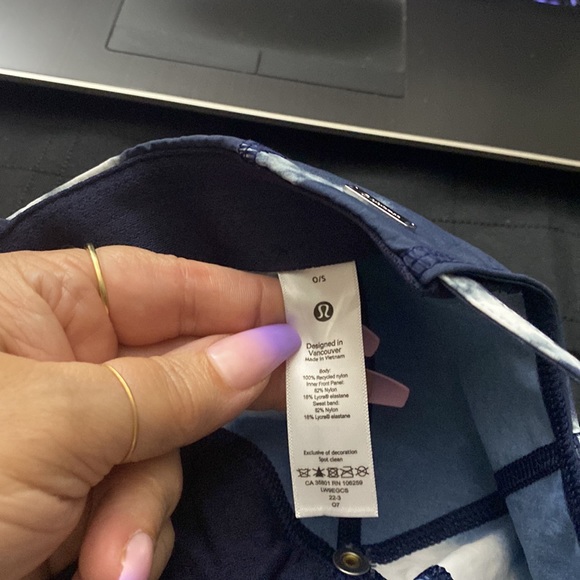 O/S
Designed in
Vancouver
Made in Vietnam
Body:
100% Recycled nylon
Inner Front Panel:
82% Nylon
18% Lycra® elastane
Sweat band:
82% Nylon
18% Lycra® elastane
Exclusive of decoration
Spot clean
CA 35801 RN 106259
LW9EGCS
22-3
07